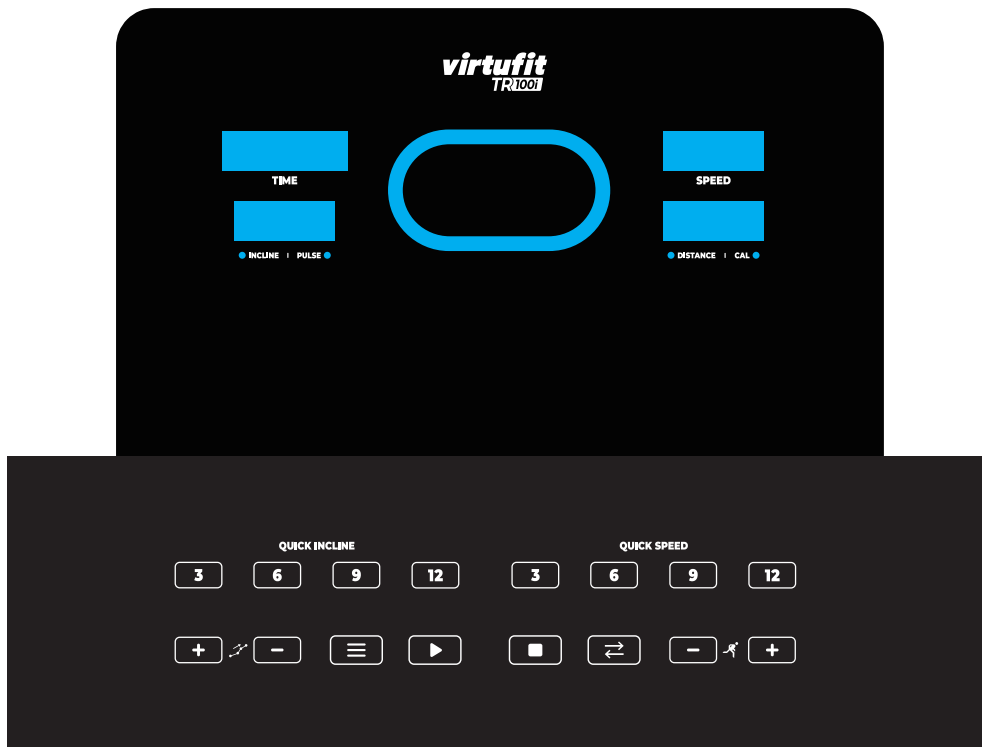 virtufit
TR100i
TIME
SPEED
INCLINE | PULSE
DISTANCE | CAL
QUICK INCLINE
QUICK SPEED
3 6 9 12 3 6 9 12
+ - - +